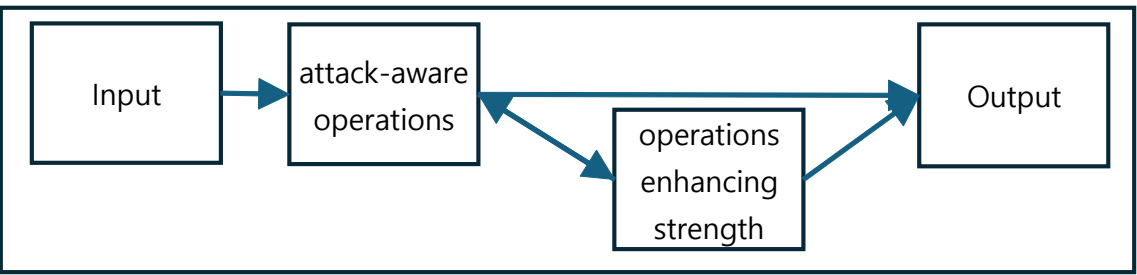 Input
attack-aware
operations
operations
enhancing
strength
Output